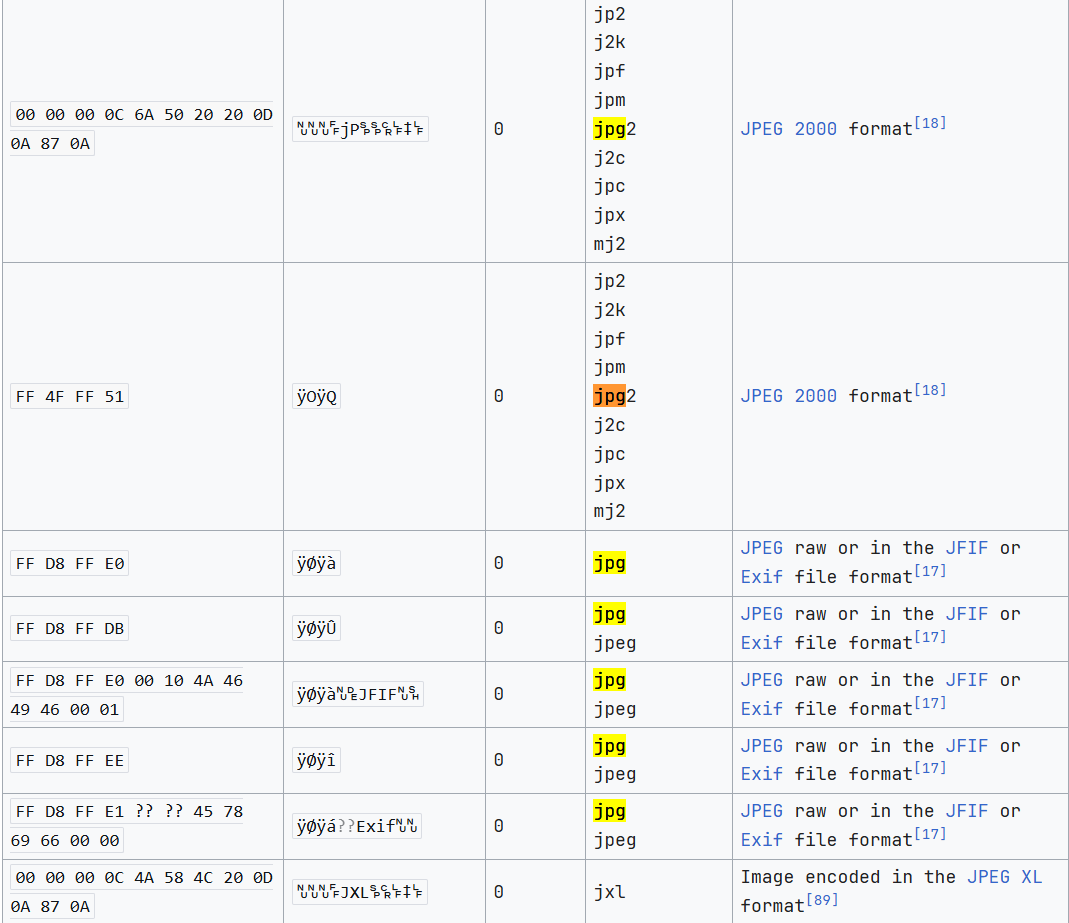 jp2
j2k
jpf
jpm
00 00 00 0C 6A 50 20 20 0D
0A 87 0A
␀␀␀␌jP␠␠␍␊‡␊
0
jpg2
JPEG 2000 format[18]
j2c
jpc
jpx
mj2
jp2
j2k
jpf
jpm
FF 4F FF 51
ÿOÿQ
0
jpg2
JPEG 2000 format[18]
j2c
jpc
jpx
mj2
FF D8 FF E0
ÿØÿà
0
jpg
JPEG raw or in the JFIF or
Exif file format[17]
FF D8 FF DB
ÿØÿÛ
0
jpg
jpeg
JPEG raw or in the JFIF or
Exif file format[17]
FF D8 FF E0 00 10 4A 46
49 46 00 01
ÿØÿà␀␐JFIF␀␁
0
jpg
jpeg
JPEG raw or in the JFIF or
Exif file format[17]
FF D8 FF EE
ÿØÿî
0
jpg
jpeg
JPEG raw or in the JFIF or
Exif file format[17]
FF D8 FF E1 ?? ?? 45 78
69 66 00 00
ÿØÿá??Exif␀␀
0
jpg
jpeg
JPEG raw or in the JFIF or
Exif file format[17]
00 00 00 0C 4A 58 4C 20 0D
0A 87 0A
␀␀␀␌JXL␠␍␊‡␊
0
jxl
Image encoded in the JPEG XL
format[89]